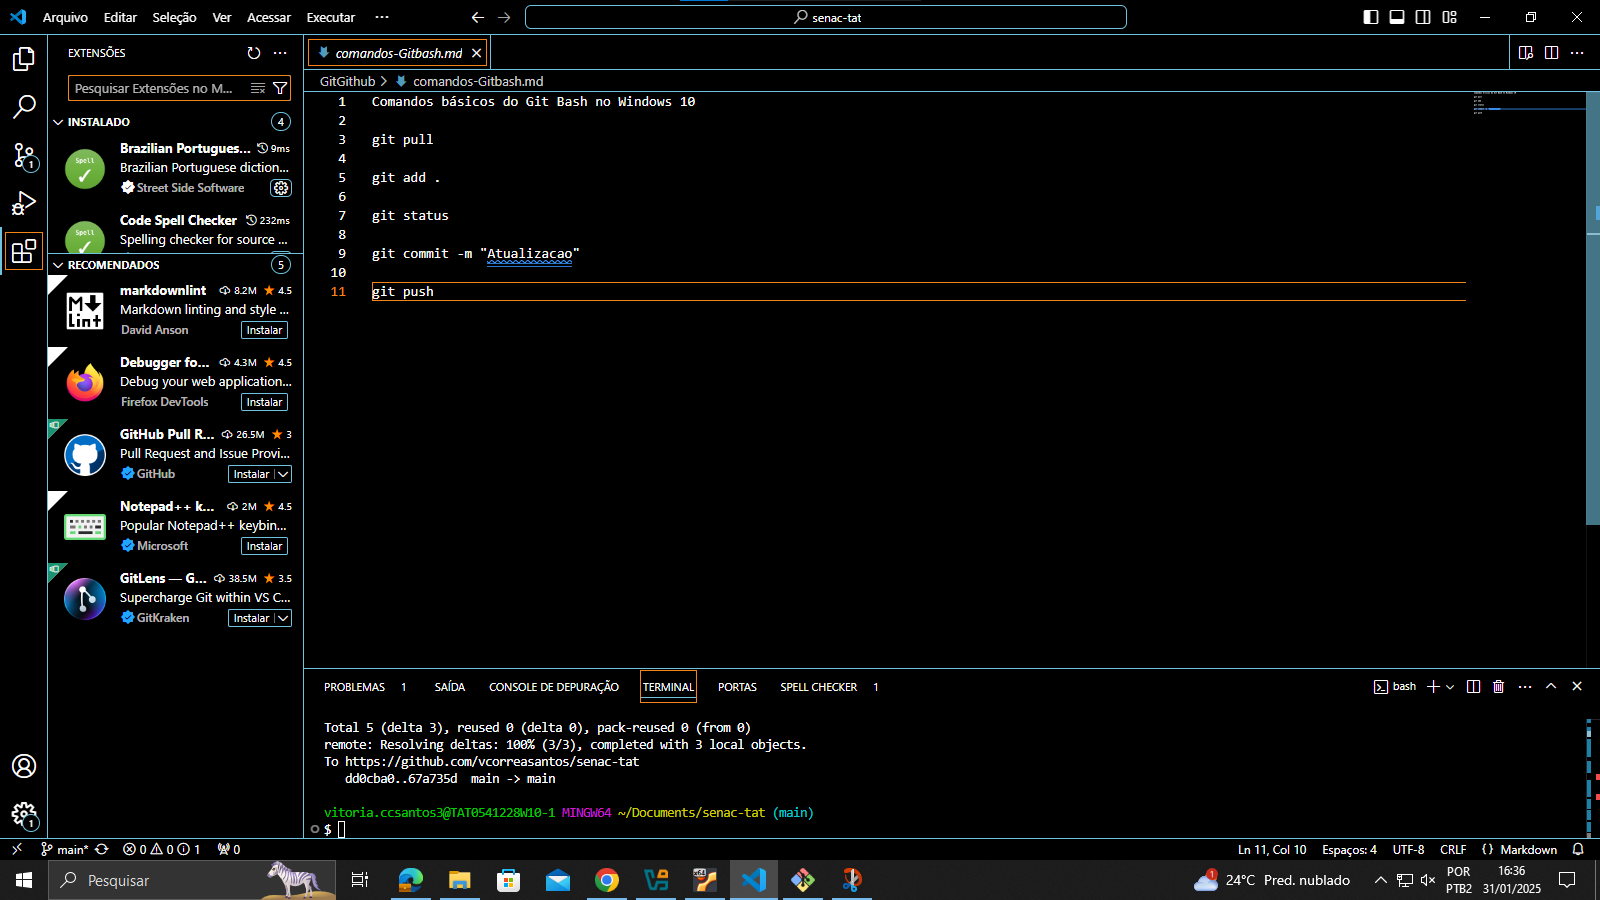 Arquivo Editar Seleção Ver Acessar Executar ··· senac-tat
EXTENSÕES
Pesquisar Extensões no M...
INSTALADO 4
Brazilian Portugues... 9ms
Brazilian Portuguese diction...
Street Side Software
Code Spell Checker 232ms
Spelling checker for source ...
RECOMENDADOS 5
markdownlint 8.2M ★ 4.5
Markdown linting and style ...
David Anson Instalar
Debugger fo... 4.3M ★ 4.5
Debug your web application...
Firefox DevTools Instalar
GitHub Pull R... 26.5M ★ 3
Pull Request and Issue Provi...
GitHub Instalar
Notepad++ k... 2M ★ 4.5
Popular Notepad++ keybin...
Microsoft Instalar
GitLens — G... 38.5M ★ 3.5
Supercharge Git within VS C...
GitKraken Instalar
comandos-Gitbash.md
GitGithub > comandos-Gitbash.md
1 Comandos básicos do Git Bash no Windows 10
2
3 git pull
4
5 git add .
6
7 git status
8
9 git commit -m "Atualizacao"
10
11 git push
PROBLEMAS 1 SAÍDA CONSOLE DE DEPURAÇÃO TERMINAL PORTAS SPELL CHECKER 1 bash
Total 5 (delta 3), reused 0 (delta 0), pack-reused 0 (from 0)
remote: Resolving deltas: 100% (3/3), completed with 3 local objects.
To https://github.com/vcorreasantos/senac-tat
dd0cba0..67a735d main -> main
vitoria.ccsantos3@TAT0541228W10-1 MINGW64 ~/Documents/senac-tat (main)
$
main* 0 0 1 0 Ln 11, Col 10 Espaços: 4 UTF-8 CRLF {} Markdown
Pesquisar 24°C Pred. nublado POR 16:36
PTB2 31/01/2025